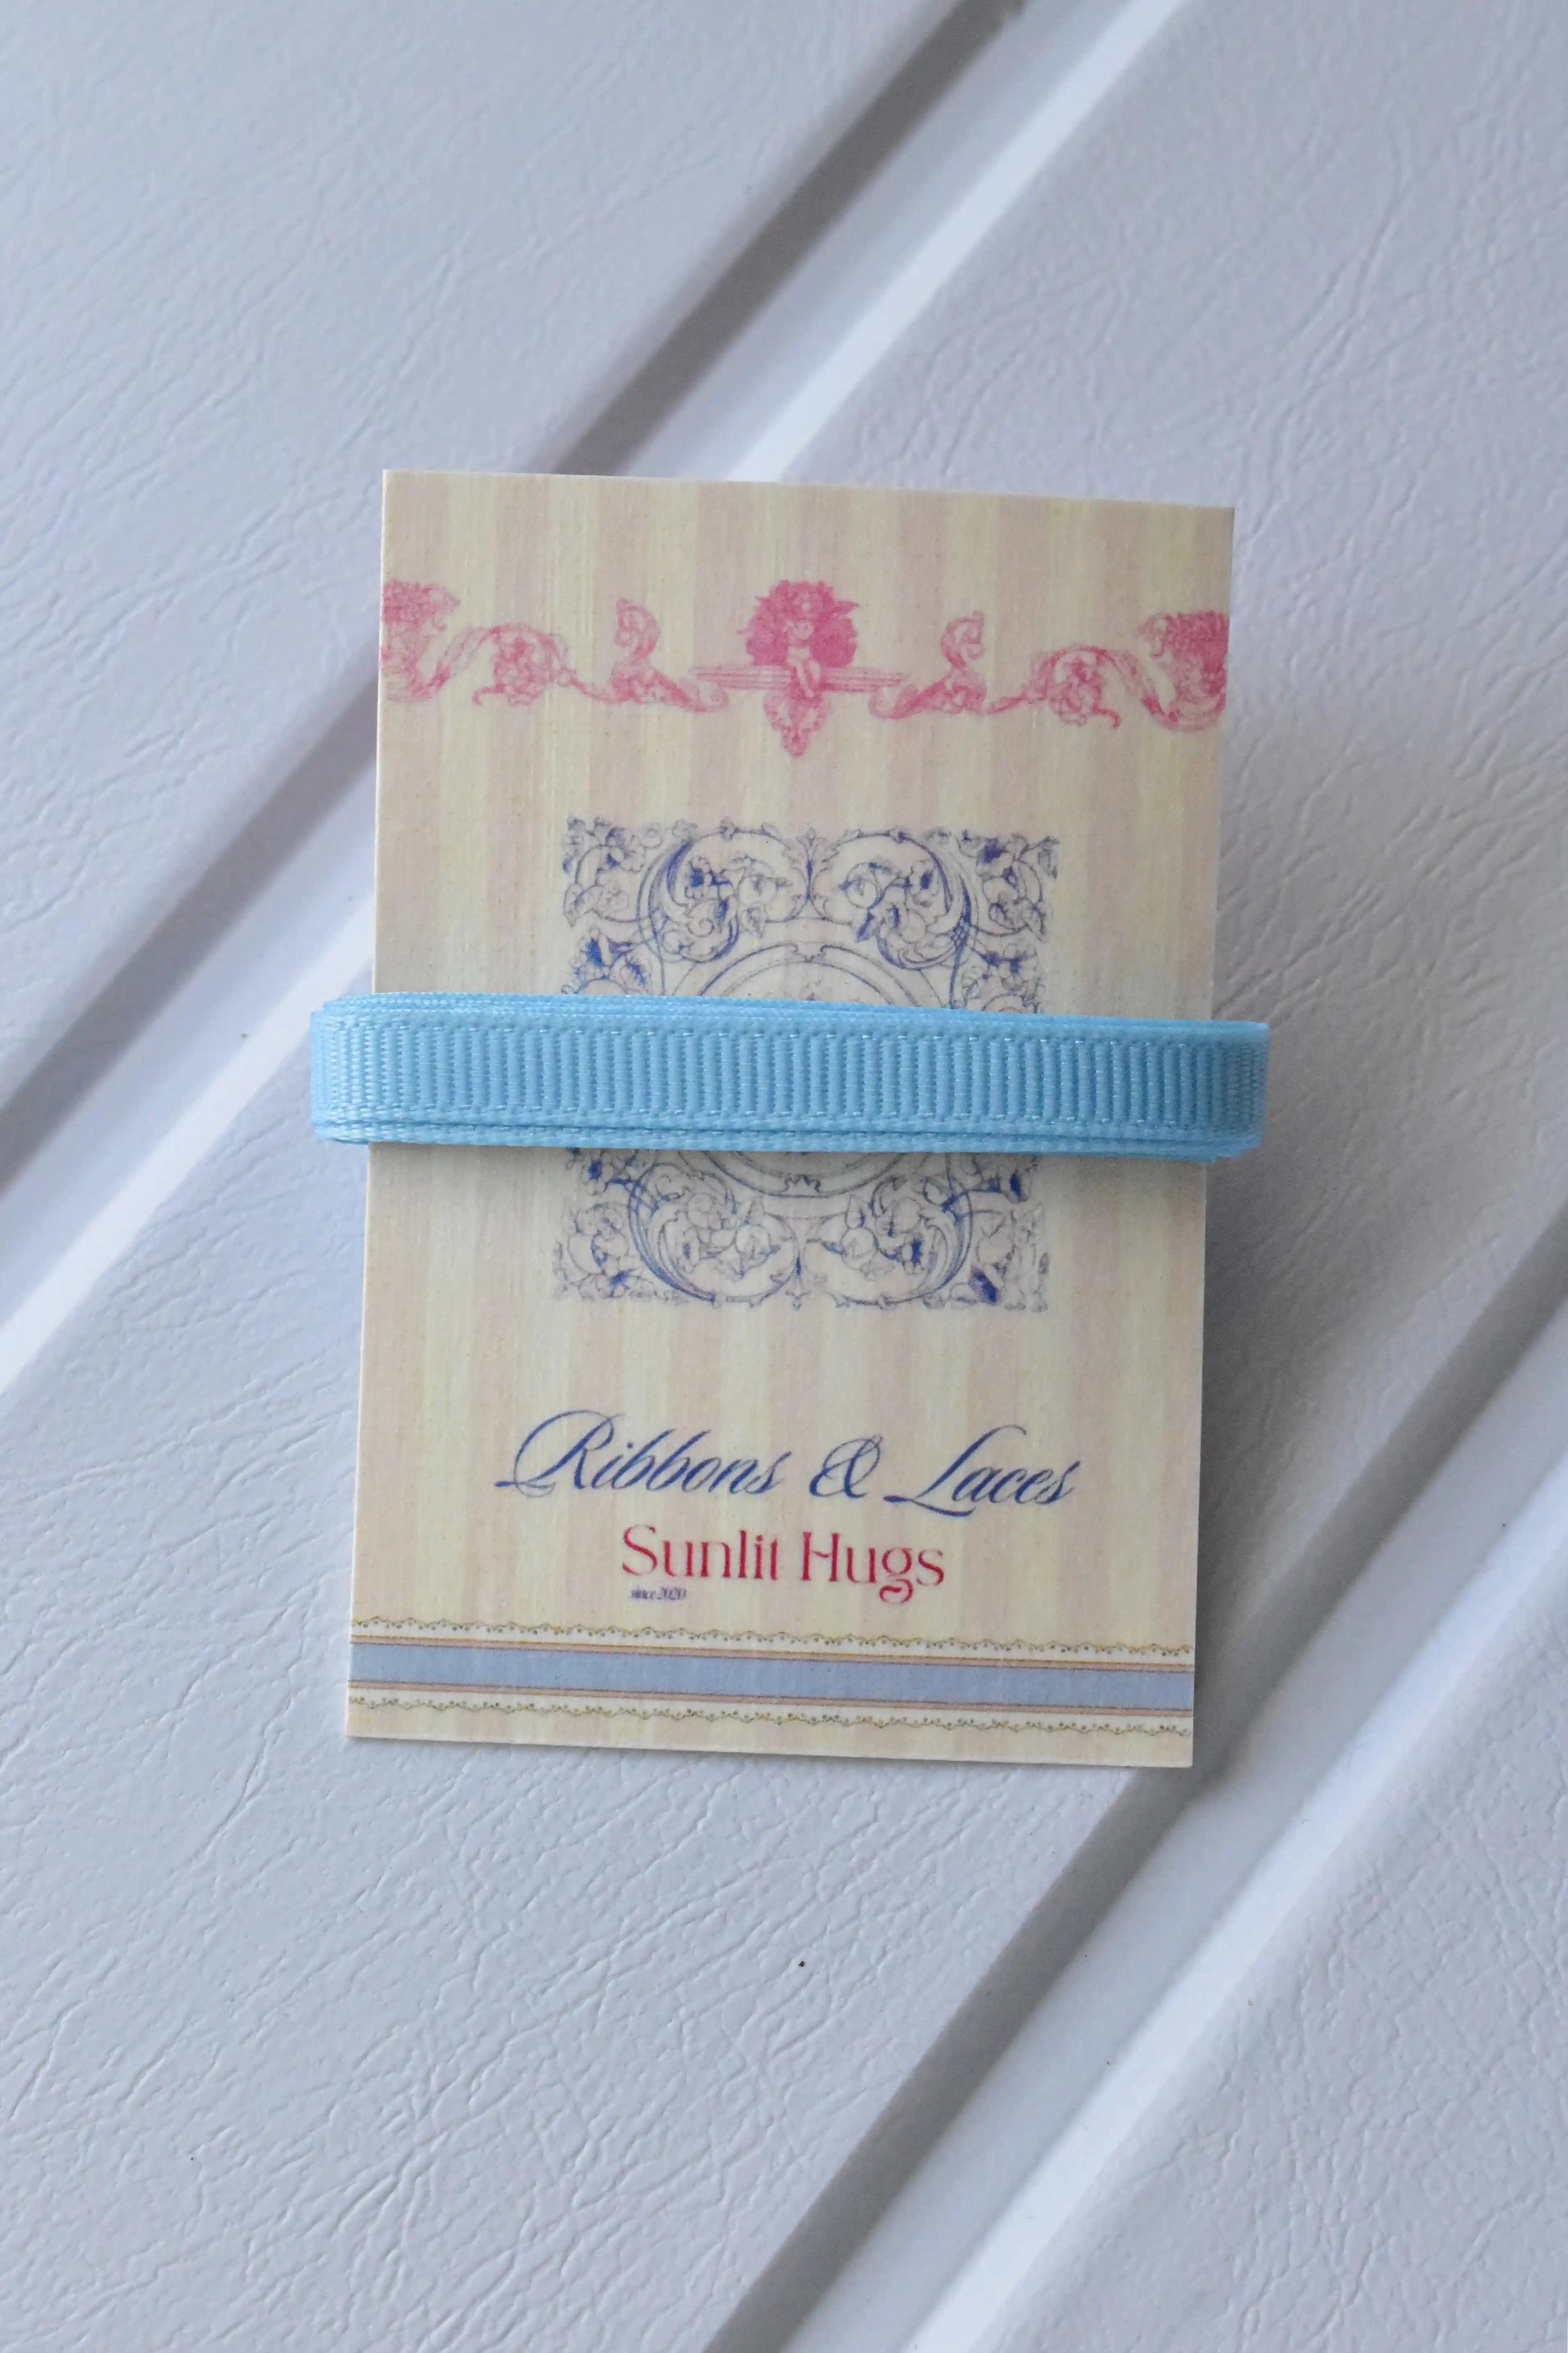 Ribbons & Laces
Sunlit Hugs
since 2020